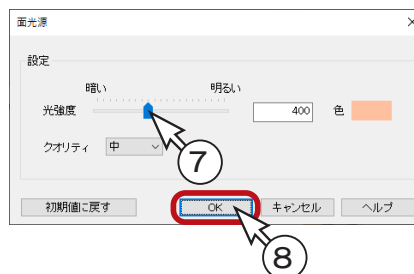 面光源
設定
暗い 明るい
光強度 400 色
クオリティ 中
⑦
初期値に戻す OK キャンセル ヘルプ
⑧